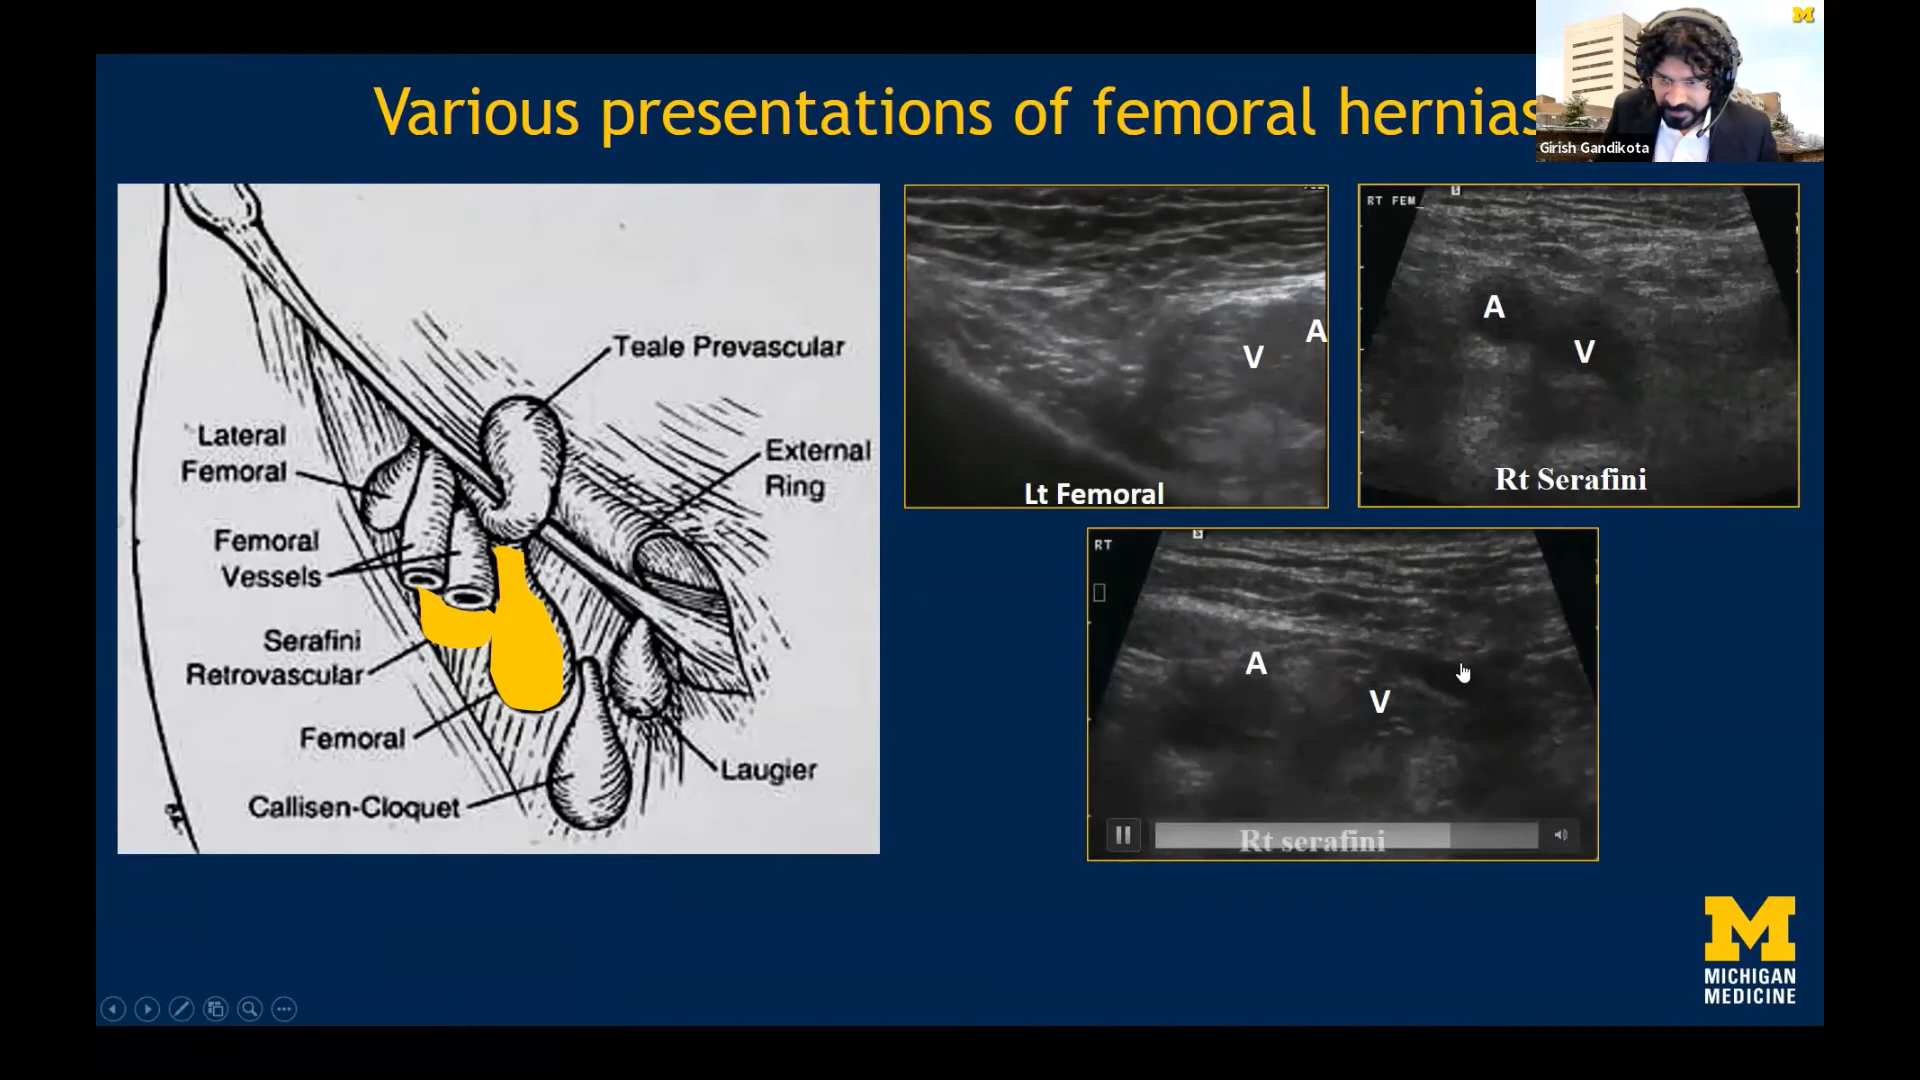 Various presentations of femoral hernias
M
Girish Gandikota
Teale Prevascular
Lateral
Femoral
External
Ring
Femoral
Vessels
Serafini
Retrovascular
Femoral
Laugier
Callisen-Cloquet
A
V
Lt Femoral
RT FEM_
S
A
V
Rt Serafini
RT
S
A
V
Rt serafini
M
MICHIGAN
MEDICINE